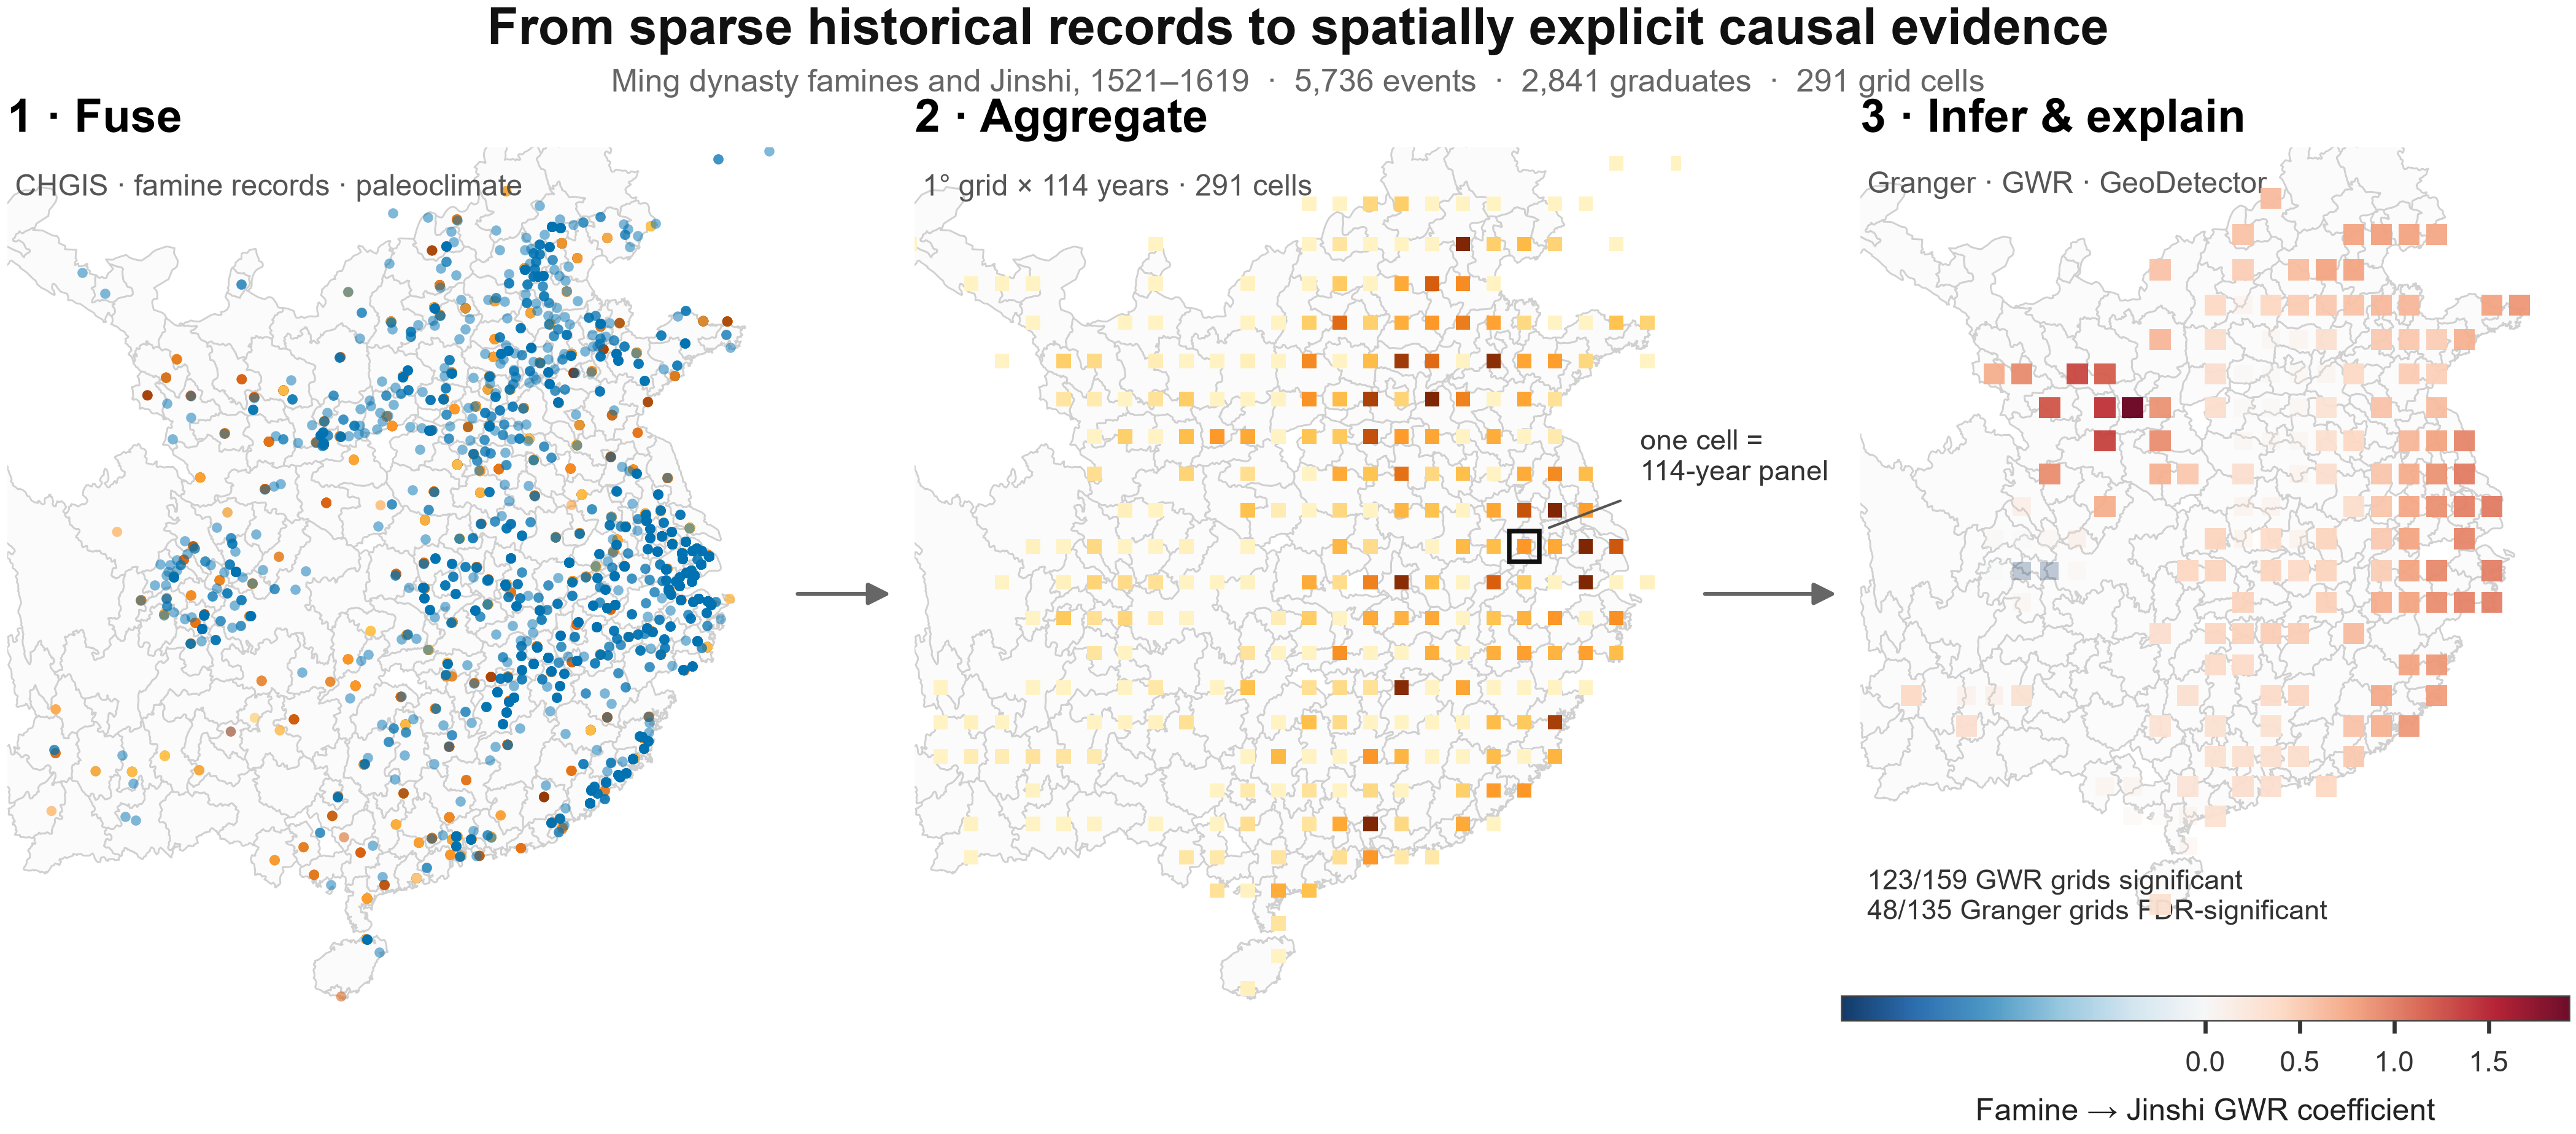 From sparse historical records to spatially explicit causal evidence
Ming dynasty famines and Jinshi, 1521–1619 · 5,736 events · 2,841 graduates · 291 grid cells
1 · Fuse
CHGIS · famine records · paleoclimate
2 · Aggregate
1° grid × 114 years · 291 cells
one cell =
114-year panel
3 · Infer & explain
Granger · GWR · GeoDetector
123/159 GWR grids significant
48/135 Granger grids FDR-significant
0.0 0.5 1.0 1.5
Famine → Jinshi GWR coefficient